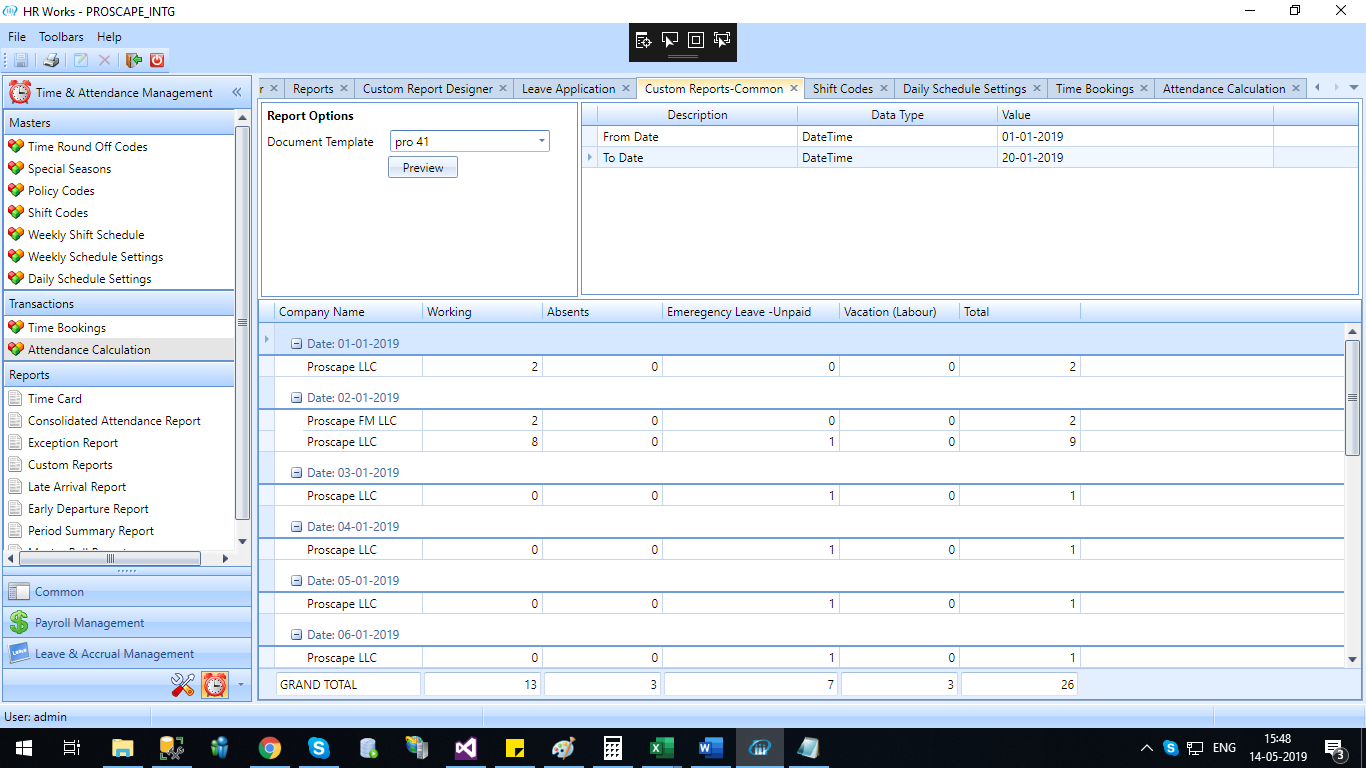 HR Works - PROSCAPE_INTG
File Toolbars Help
Time & Attendance Management
Masters
Time Round Off Codes
Special Seasons
Policy Codes
Shift Codes
Weekly Shift Schedule
Weekly Schedule Settings
Daily Schedule Settings
Transactions
Time Bookings
Attendance Calculation
Reports
Time Card
Consolidated Attendance Report
Exception Report
Custom Reports
Late Arrival Report
Early Departure Report
Period Summary Report
Common
Payroll Management
Leave & Accrual Management
r Reports Custom Report Designer Leave Application Custom Reports-Common Shift Codes Daily Schedule Settings Time Bookings Attendance Calculation
Report Options
Document Template pro 41
Preview
Description Data Type Value
From Date DateTime 01-01-2019
To Date DateTime 20-01-2019
Company Name Working Absents Emeregency Leave -Unpaid Vacation (Labour) Total
Date: 01-01-2019
Proscape LLC 2 0 0 0 2
Date: 02-01-2019
Proscape FM LLC 2 0 0 0 2
Proscape LLC 8 0 1 0 9
Date: 03-01-2019
Proscape LLC 0 0 1 0 1
Date: 04-01-2019
Proscape LLC 0 0 1 0 1
Date: 05-01-2019
Proscape LLC 0 0 1 0 1
Date: 06-01-2019
Proscape LLC 0 0 1 0 1
GRAND TOTAL 13 3 7 3 26
User: admin
ENG
15:48
14-05-2019
3